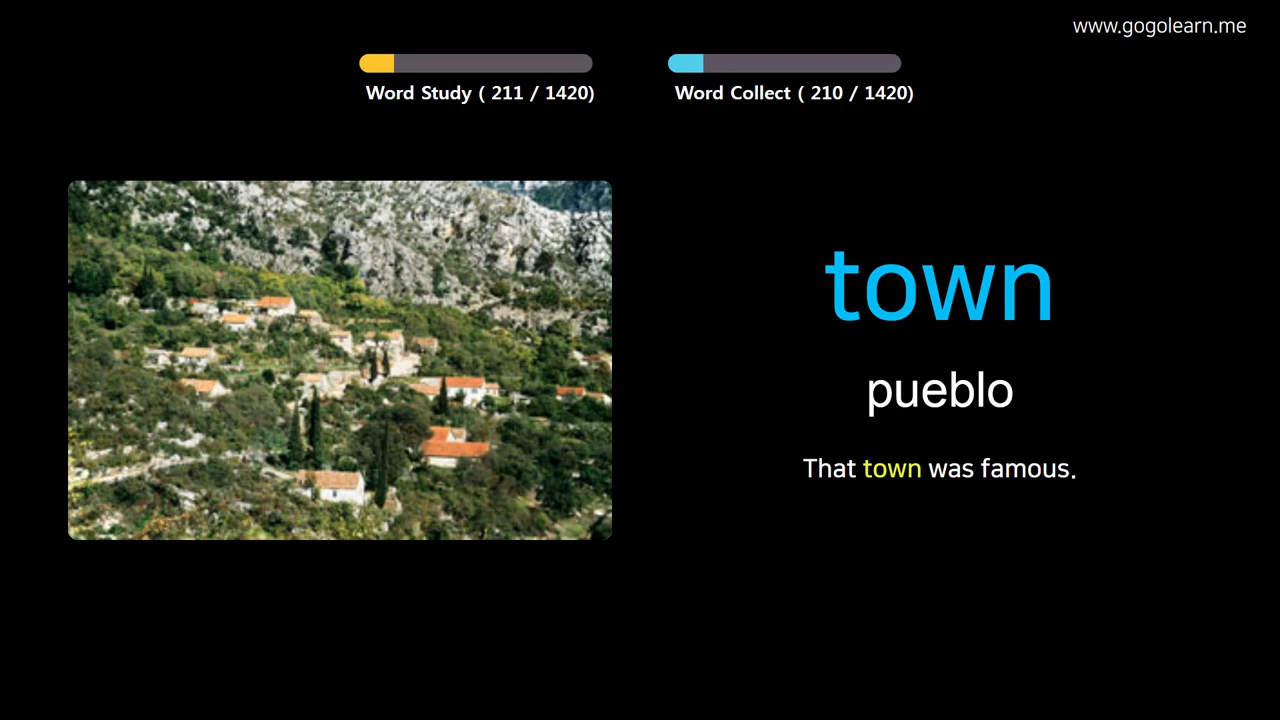 www.gogolearn.me
Word Study ( 211 / 1420)
Word Collect ( 210 / 1420)
town
pueblo
That town was famous.